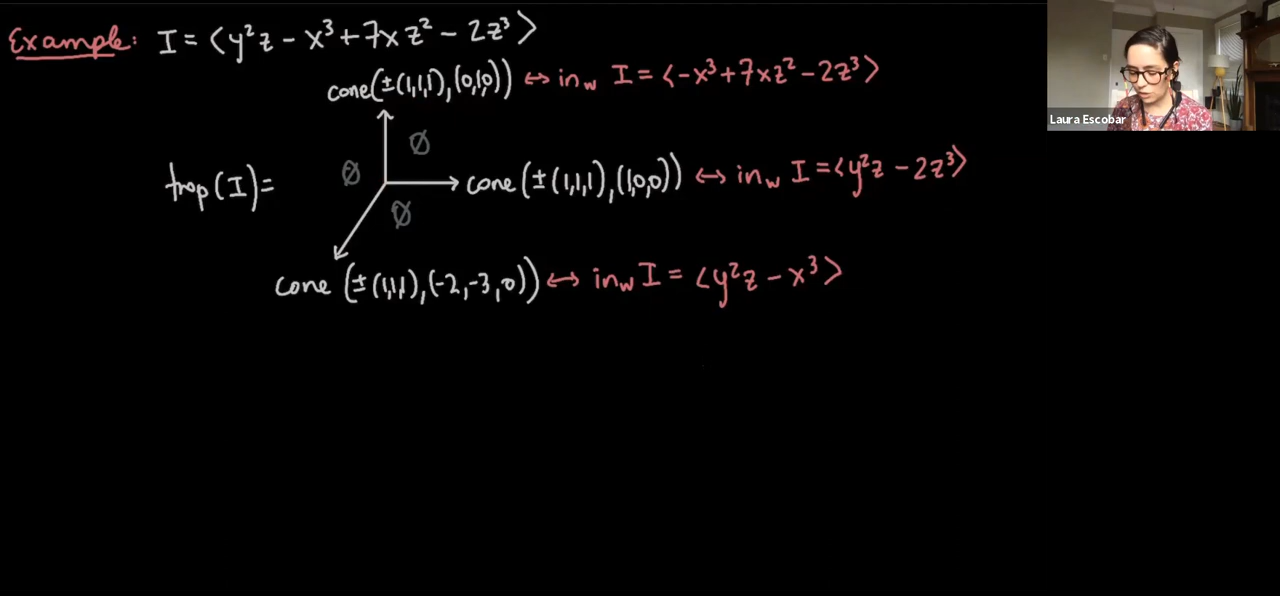 Example: I = ⟨y²z - x³ + 7xz² - 2z³⟩
cone(±(1,1,1),(0,1,0)) ↔ in_w I = ⟨-x³ + 7xz² - 2z³⟩
∅
∅
trop(I) =
cone(±(1,1,1),(1,0,0)) ↔ in_w I = ⟨y²z - 2z³⟩
∅
cone(±(1,1,1),(-2,-3,0)) ↔ in_w I = ⟨y²z - x³⟩
Laura Escobar